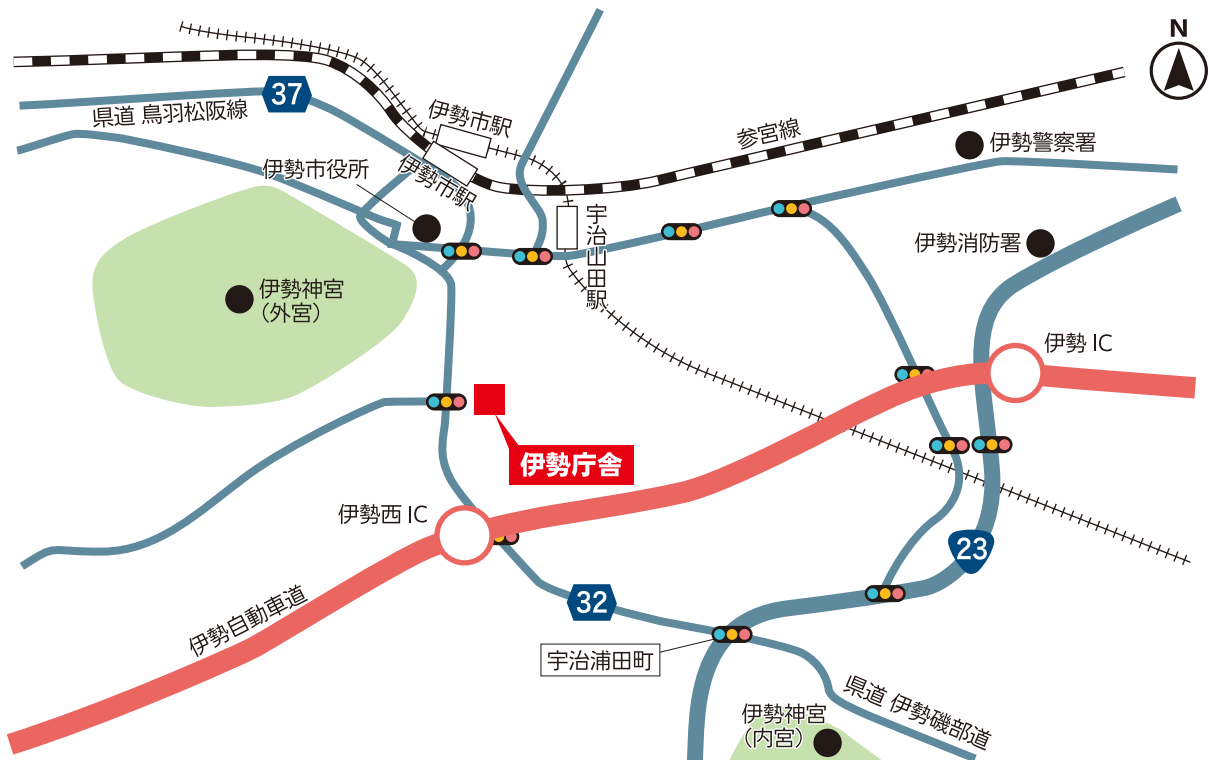 N
37
県道 鳥羽松阪線
伊勢市駅
参宮線
伊勢警察署
伊勢市役所
伊勢市駅
宇治山田駅
伊勢消防署
伊勢神宮
（外宮）
伊勢 IC
伊勢庁舎
伊勢西 IC
23
32
伊勢自動車道
宇治浦田町
県道 伊勢磯部道
伊勢神宮
（内宮）